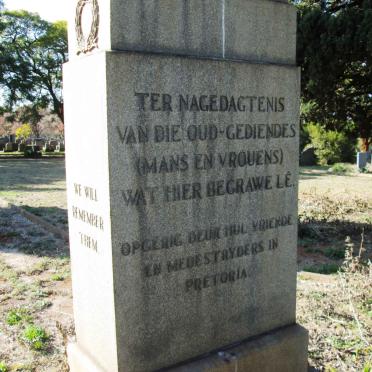 TER NAGEDAGTENIS
VAN DIE OUD-GEDIENDES
(MANS EN VROUENS)
WAT HIER BEGRAWE LÊ.
OPGERIG DEUR HUL VRIENDE
EN MEDESTRYDERS IN
PRETORIA
WE WILL
REMEMBER
THEM